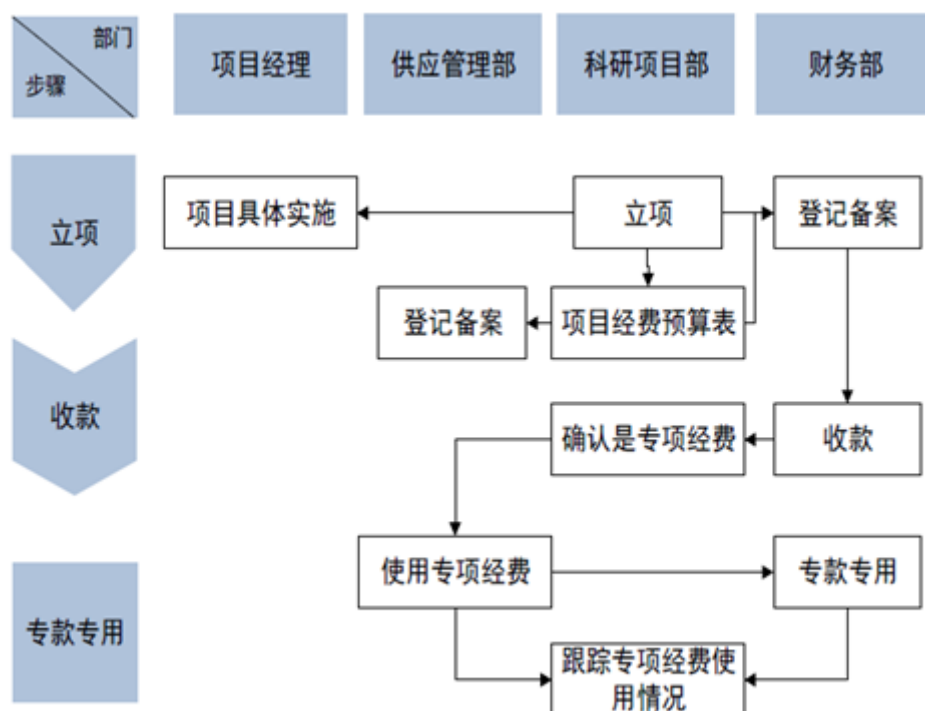 部门
步骤
项目经理
供应管理部
科研项目部
财务部
立项
项目具体实施
立项
登记备案
登记备案
项目经费预算表
收款
确认是专项经费
收款
专款专用
使用专项经费
专款专用
跟踪专项经费使
用情况